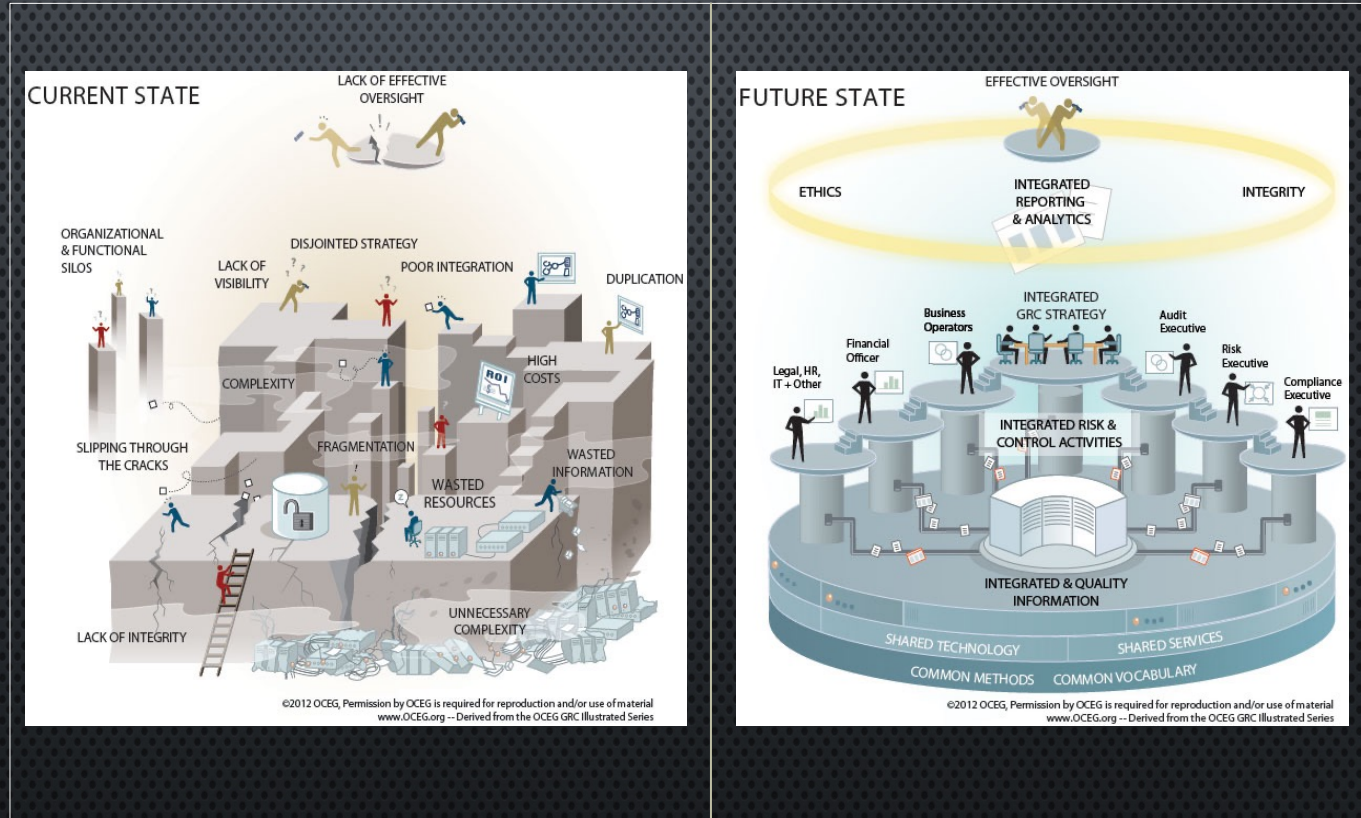 CURRENT STATE
LACK OF EFFECTIVE
OVERSIGHT
!
ORGANIZATIONAL
& FUNCTIONAL
SILOS
DISJOINTED STRATEGY
LACK OF
VISIBILITY
POOR INTEGRATION
DUPLICATION
COMPLEXITY
HIGH
COSTS
ROI
SLIPPING THROUGH
THE CRACKS
FRAGMENTATION
WASTED
INFORMATION
WASTED
RESOURCES
Z
LACK OF INTEGRITY
UNNECESSARY
COMPLEXITY
©2012 OCEG, Permission by OCEG is required for reproduction and/or use of material
www.OCEG.org -- Derived from the OCEG GRC Illustrated Series
FUTURE STATE
EFFECTIVE OVERSIGHT
ETHICS
INTEGRATED
REPORTING
& ANALYTICS
INTEGRITY
INTEGRATED
GRC STRATEGY
Business
Operators
Audit
Executive
Financial
Officer
Risk
Executive
Legal, HR,
IT + Other
Compliance
Executive
INTEGRATED RISK &
CONTROL ACTIVITIES
INTEGRATED & QUALITY
INFORMATION
SHARED TECHNOLOGY
SHARED SERVICES
COMMON METHODS COMMON VOCABULARY
©2012 OCEG, Permission by OCEG is required for reproduction and/or use of material
www.OCEG.org -- Derived from the OCEG GRC Illustrated Series